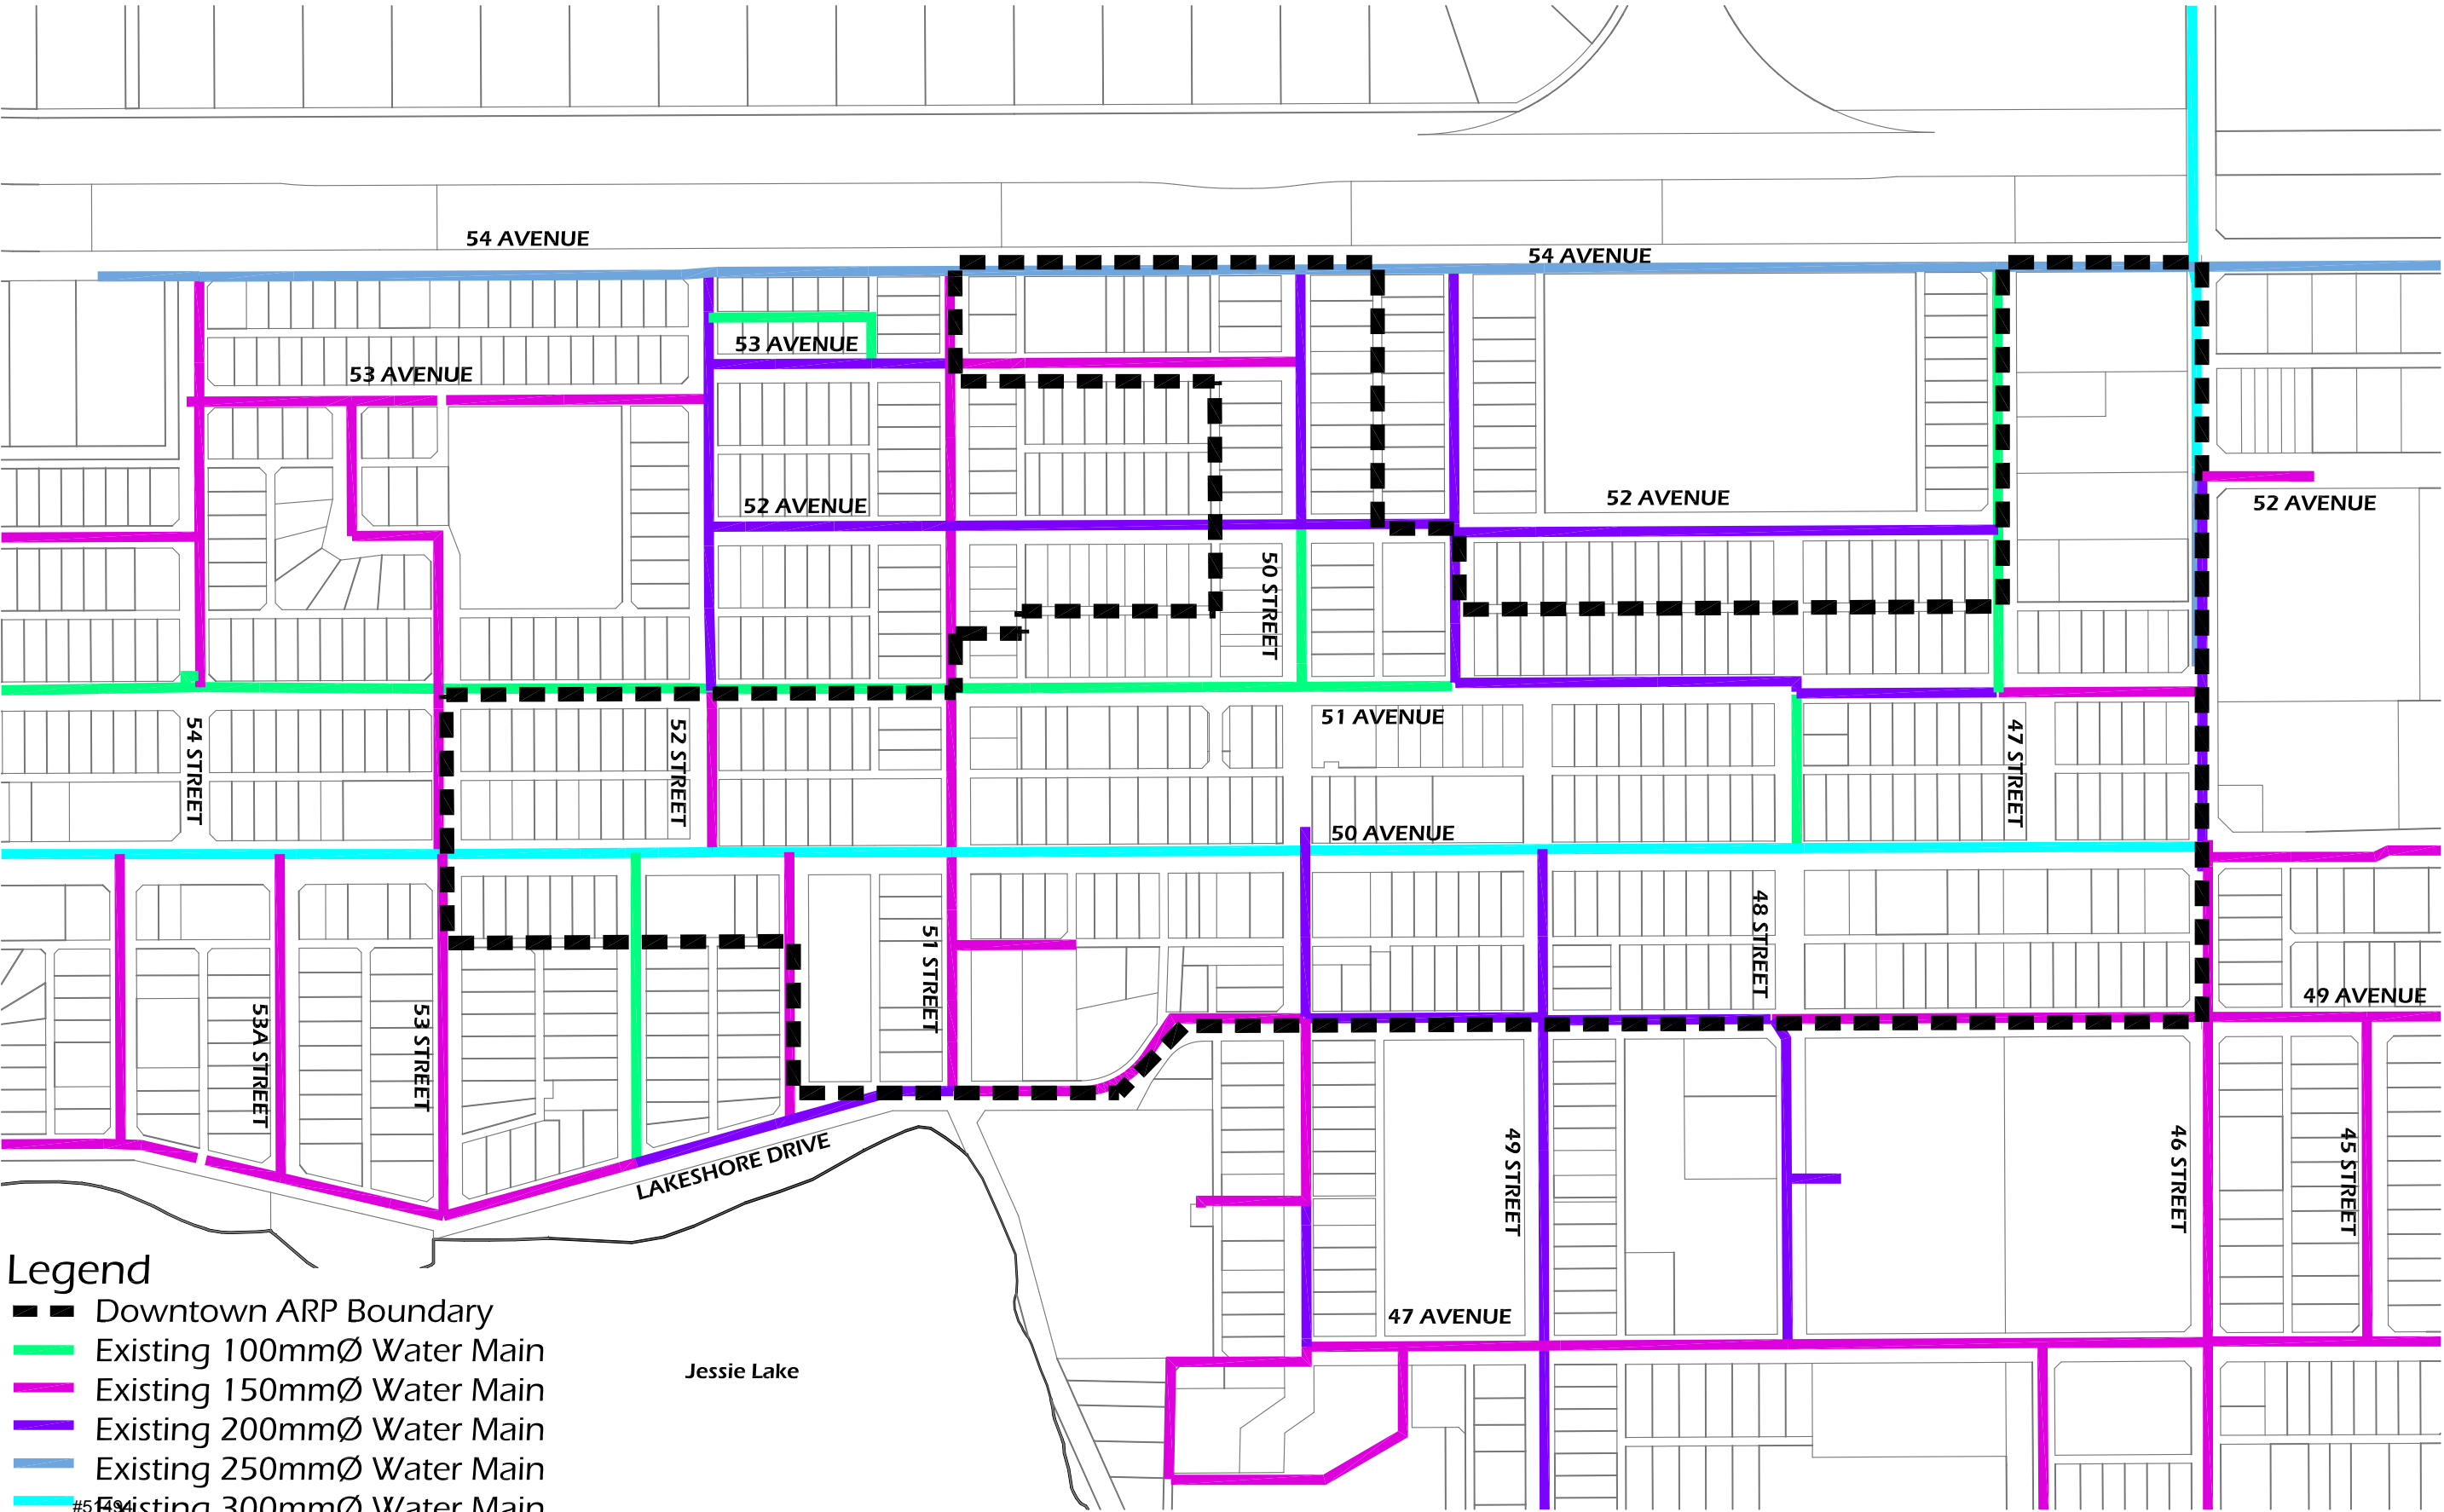 54 AVENUE
54 AVENUE
53 AVENUE
53 AVENUE
52 AVENUE
52 AVENUE
52 AVENUE
50 STREET
51 AVENUE
54 STREET
52 STREET
47 STREET
50 AVENUE
48 STREET
51 STREET
49 AVENUE
53A STREET
53 STREET
49 STREET
46 STREET
45 STREET
LAKESHORE DRIVE
47 AVENUE
Jessie Lake
Legend
Downtown ARP Boundary
Existing 100mmØ Water Main
Existing 150mmØ Water Main
Existing 200mmØ Water Main
Existing 250mmØ Water Main
Existing 300mmØ Water Main
#51494